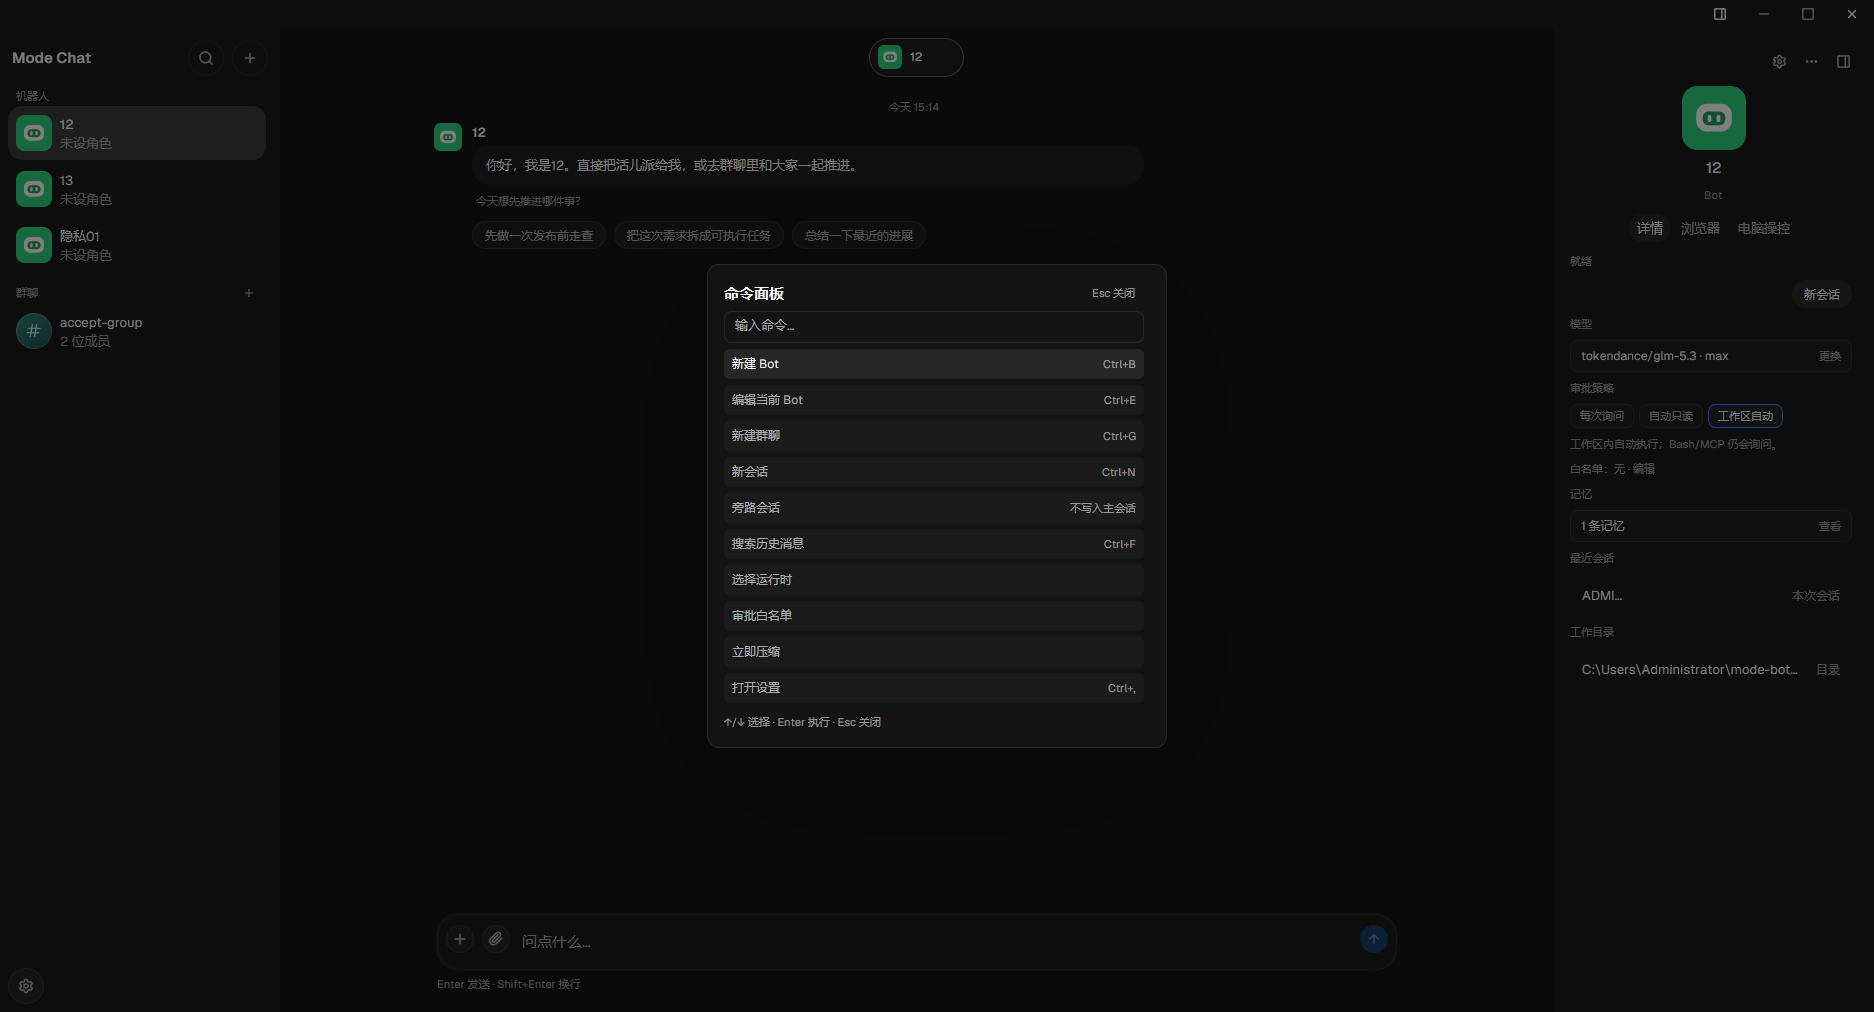 Mode Chat
机器人
12
未设角色
13
未设角色
隐私01
未设角色
群聊
accept-group
2 位成员
12
今天 15:14
12
你好，我是12。直接把活儿派给我，或去群聊里和大家一起推进。
今天想先推进哪件事？
先做一次发布前走查
把这次需求拆成可执行任务
总结一下最近的进展
命令面板
Esc 关闭
输入命令...
新建 Bot
Ctrl+B
编辑当前 Bot
Ctrl+E
新建群聊
Ctrl+G
新会话
Ctrl+N
旁路会话
不写入主会话
搜索历史消息
Ctrl+F
选择运行时
审批白名单
立即压缩
打开设置
Ctrl+,
↑/↓ 选择 · Enter 执行 · Esc 关闭
问点什么...
Enter 发送 · Shift+Enter 换行
12
Bot
详情
浏览器
电脑操控
就绪
新会话
模型
tokendance/glm-5.3 · max
更换
审批策略
每次询问
自动只读
工作区自动
工作区内自动执行；Bash/MCP 仍会询问。
白名单：无 · 编辑
记忆
1 条记忆
查看
最近会话
ADMI...
本次会话
工作目录
C:\Users\Administrator\mode-bot...
目录